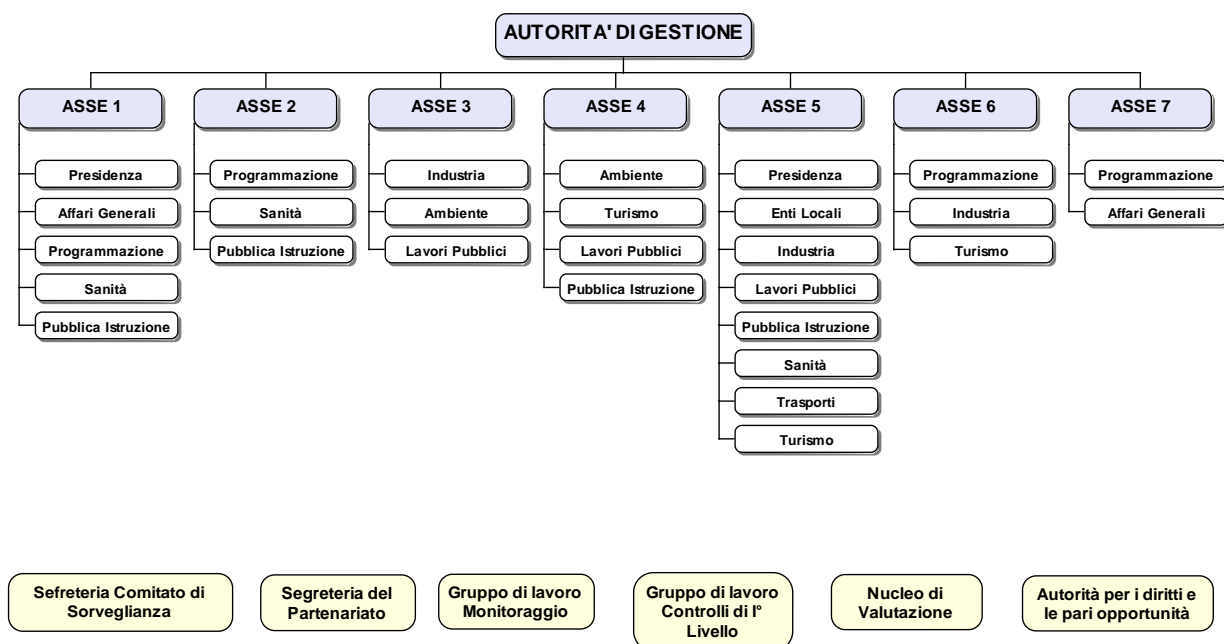 AUTORITA' DI GESTIONE
ASSE 1
ASSE 2
ASSE 3
ASSE 4
ASSE 5
ASSE 6
ASSE 7
Presidenza
Affari Generali
Programmazione
Sanità
Pubblica Istruzione
Programmazione
Sanità
Pubblica Istruzione
Industria
Ambiente
Lavori Pubblici
Ambiente
Turismo
Lavori Pubblici
Pubblica Istruzione
Presidenza
Enti Locali
Industria
Lavori Pubblici
Pubblica Istruzione
Sanità
Trasporti
Turismo
Programmazione
Industria
Turismo
Programmazione
Affari Generali
Sefreteria Comitato di
Sorveglianza
Segreteria del
Partenariato
Gruppo di lavoro
Monitoraggio
Gruppo di lavoro
Controlli di I°
Livello
Nucleo di
Valutazione
Autorità per i diritti e
le pari opportunità